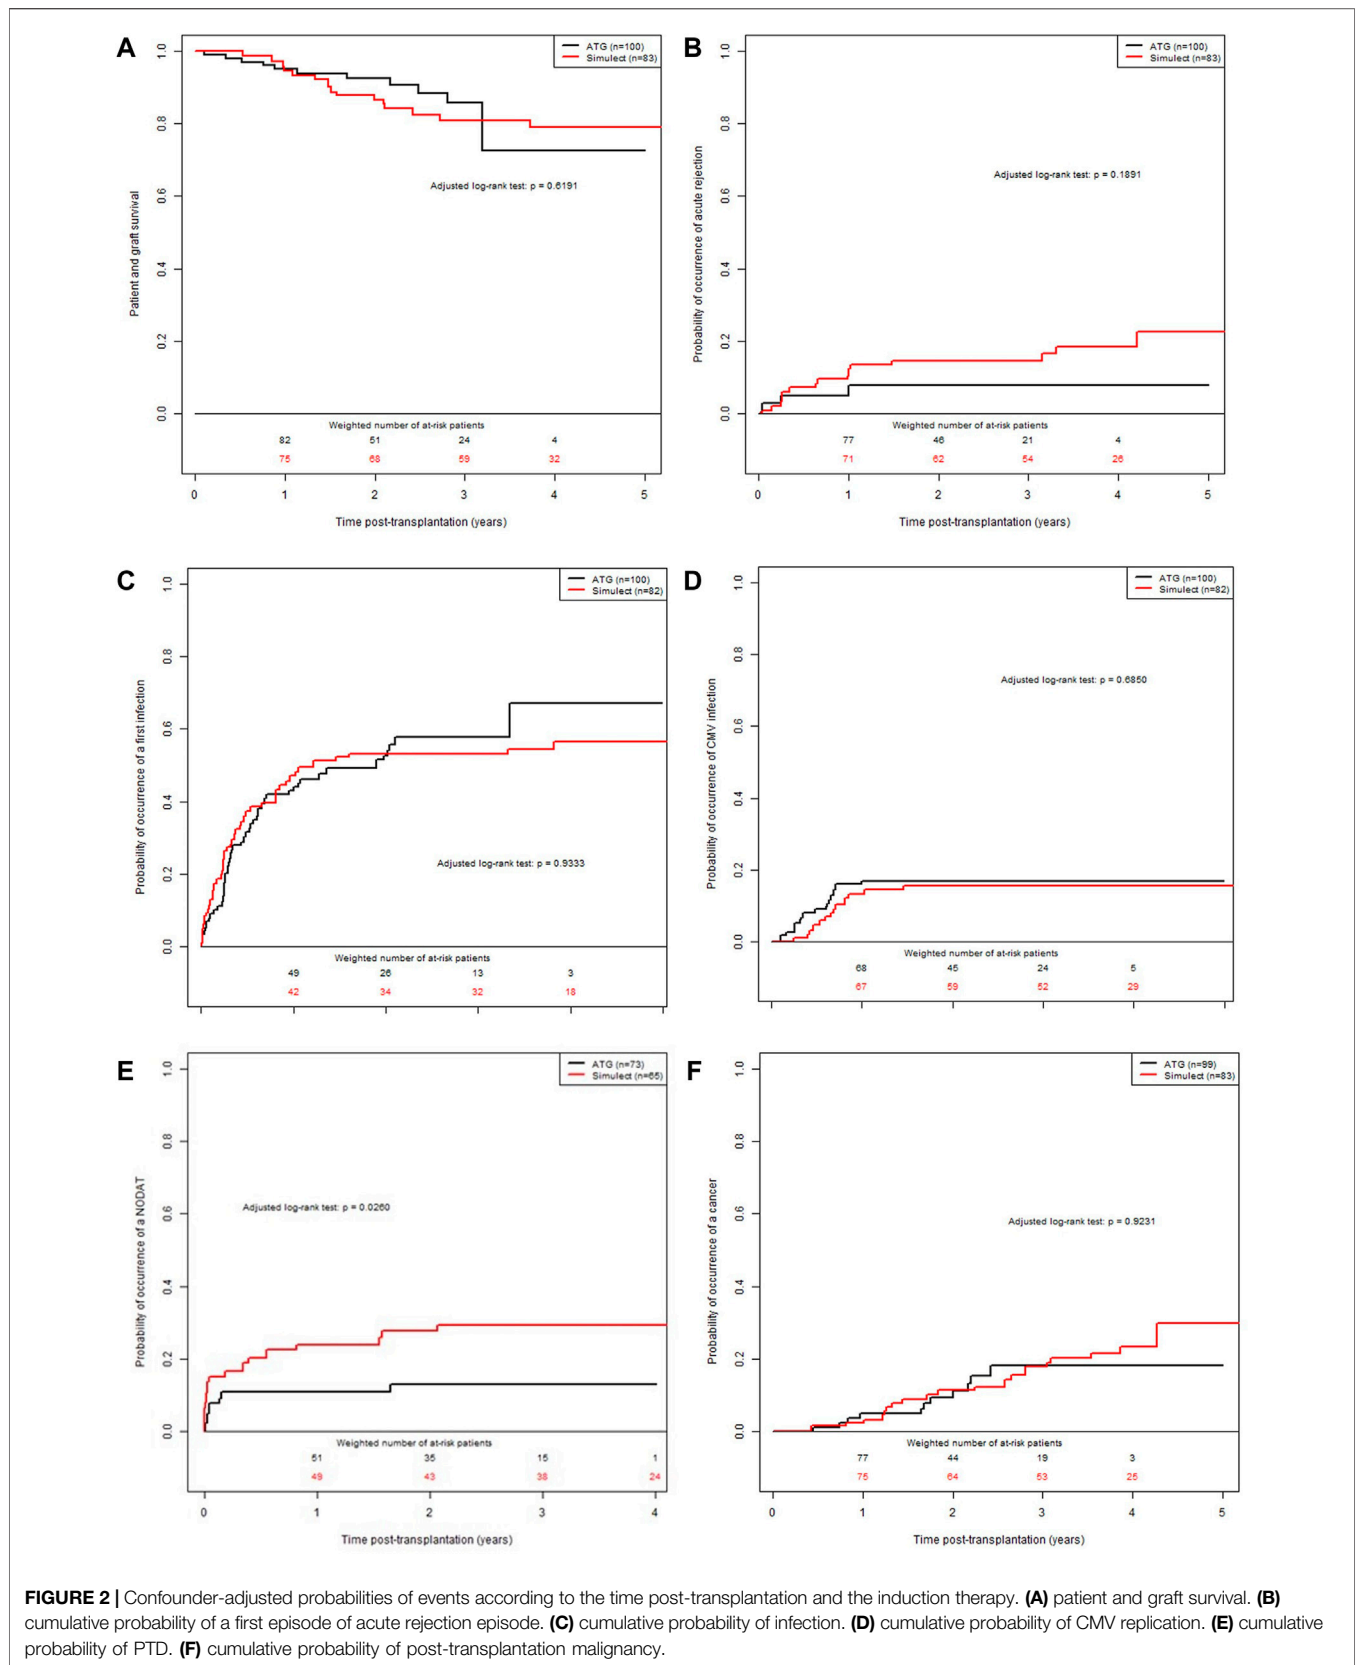 A
ATG (n=100)
Simulect (n=83)
Patient and graft survival
1.0
0.8
0.6
0.4
0.2
0.0
Adjusted log-rank test: p = 0.6191
Weighted number of at-risk patients
82 51 24 4
75 68 59 32
0 1 2 3 4 5
Time post-transplantation (years)
B
ATG (n=100)
Simulect (n=83)
Probability of occurrence of acute rejection
1.0
0.8
0.6
0.4
0.2
0.0
Adjusted log-rank test: p = 0.1891
Weighted number of at-risk patients
77 46 21 4
71 62 54 26
0 1 2 3 4 5
Time post-transplantation (years)
C
ATG (n=100)
Simulect (n=82)
Probability of occurrence of a first infection
1.0
0.8
0.6
0.4
0.2
0.0
Adjusted log-rank test: p = 0.9333
Weighted number of at-risk patients
49 26 13 3
42 34 32 18
D
ATG (n=100)
Simulect (n=82)
Probability of occurrence of CMV infection
1.0
0.8
0.6
0.4
0.2
0.0
Adjusted log-rank test: p = 0.6850
Weighted number of at-risk patients
68 45 24 5
67 59 52 29
E
ATG (n=73)
Simulect (n=65)
Probability of occurrence of a NODAT
1.0
0.8
0.6
0.4
0.2
0.0
Adjusted log-rank test: p = 0.0260
Weighted number of at-risk patients
51 35 15 1
49 43 38 24
0 1 2 3 4
Time post-transplantation (years)
F
ATG (n=99)
Simulect (n=83)
Probability of occurrence of a cancer
1.0
0.8
0.6
0.4
0.2
0.0
Adjusted log-rank test: p = 0.9231
Weighted number of at-risk patients
77 44 19 3
75 64 53 25
0 1 2 3 4 5
Time post-transplantation (years)
FIGURE 2 | Confounder-adjusted probabilities of events according to the time post-transplantation and the induction therapy. (A) patient and graft survival. (B)
cumulative probability of a first episode of acute rejection episode. (C) cumulative probability of infection. (D) cumulative probability of CMV replication. (E) cumulative
probability of PTD. (F) cumulative probability of post-transplantation malignancy.